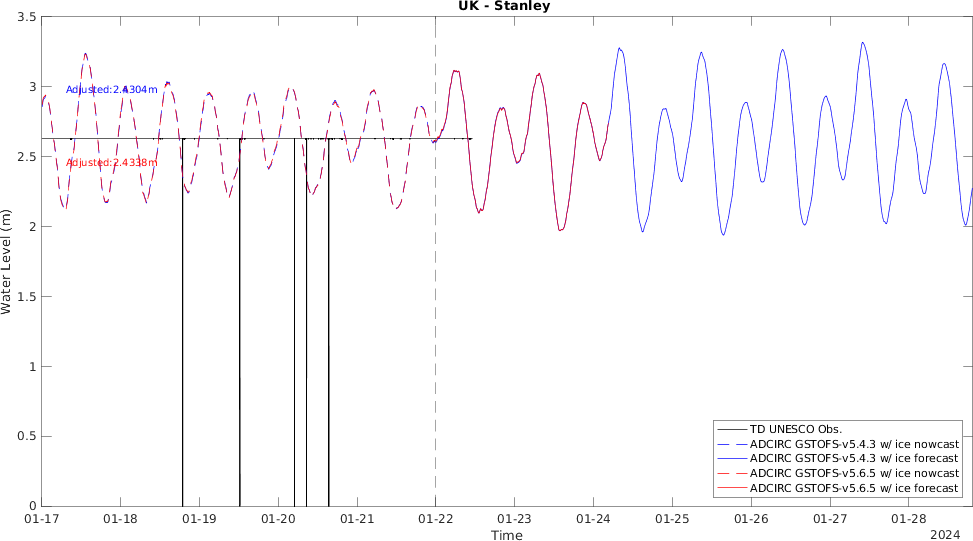 UK - Stanley
3.5
3
2.5
2
1.5
1
0.5
0
Water Level (m)
Adjusted:2.4304m
Adjusted:2.4338m
TD UNESCO Obs.
ADCIRC GSTOFS-v5.4.3 w/ ice nowcast
ADCIRC GSTOFS-v5.4.3 w/ ice forecast
ADCIRC GSTOFS-v5.6.5 w/ ice nowcast
ADCIRC GSTOFS-v5.6.5 w/ ice forecast
01-17 01-18 01-19 01-20 01-21 01-22 01-23 01-24 01-25 01-26 01-27 01-28
Time
2024